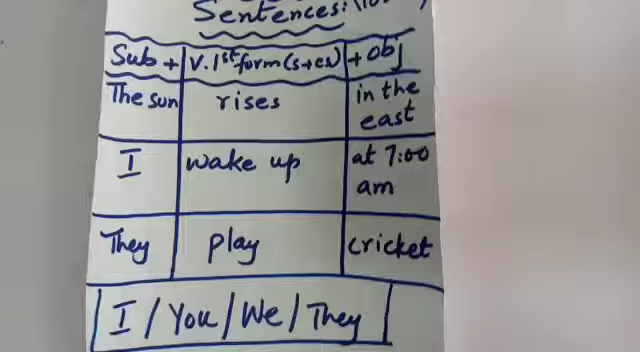 Sentences:
Sub + V.1st form (s+es) + obj
The sun rises in the east
I wake up at 7:00 am
They play cricket
I / You / We / They